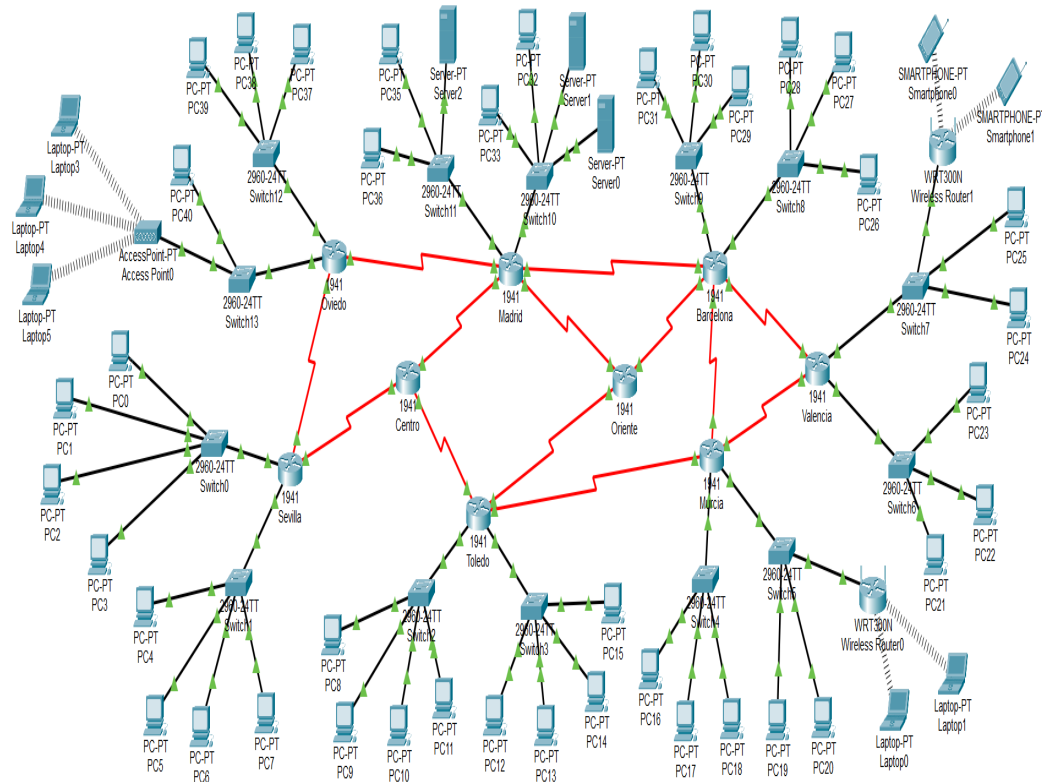 PC-PT
PC39
PC-PT
PC38
PC-PT
PC37
PC-PT
PC35
Server-PT
Server2
PC-PT
PC32
Server-PT
Server1
PC-PT
PC33
Server-PT
Server0
PC-PT
PC36
PC-PT
PC31
PC-PT
PC30
PC-PT
PC29
PC-PT
PC28
PC-PT
PC27
PC-PT
PC26
SMARTPHONE-PT
Smartphone0
SMARTPHONE-PT
Smartphone1
WRT300N
Wireless Router1
Laptop-PT
Laptop3
Laptop-PT
Laptop4
Laptop-PT
Laptop5
AccessPoint-PT
Access Point0
PC-PT
PC40
2960-24TT
Switch12
2960-24TT
Switch13
2960-24TT
Switch11
2960-24TT
Switch10
2960-24TT
Switch9
2960-24TT
Switch8
2960-24TT
Switch7
PC-PT
PC25
PC-PT
PC24
1941
Oviedo
1941
Madrid
1941
Barcelona
1941
Centro
1941
Oriente
1941
Valencia
PC-PT
PC0
PC-PT
PC1
PC-PT
PC2
PC-PT
PC3
2960-24TT
Switch0
1941
Sevilla
1941
Toledo
1941
Murcia
PC-PT
PC23
2960-24TT
Switch6
PC-PT
PC22
PC-PT
PC21
PC-PT
PC4
2960-24TT
Switch1
PC-PT
PC5
PC-PT
PC6
PC-PT
PC7
PC-PT
PC8
2960-24TT
Switch2
PC-PT
PC9
PC-PT
PC10
PC-PT
PC11
2960-24TT
Switch3
PC-PT
PC15
PC-PT
PC12
PC-PT
PC13
PC-PT
PC14
2960-24TT
Switch4
PC-PT
PC16
PC-PT
PC17
PC-PT
PC18
2960-24TT
Switch5
PC-PT
PC19
PC-PT
PC20
WRT300N
Wireless Router0
Laptop-PT
Laptop1
Laptop-PT
Laptop0